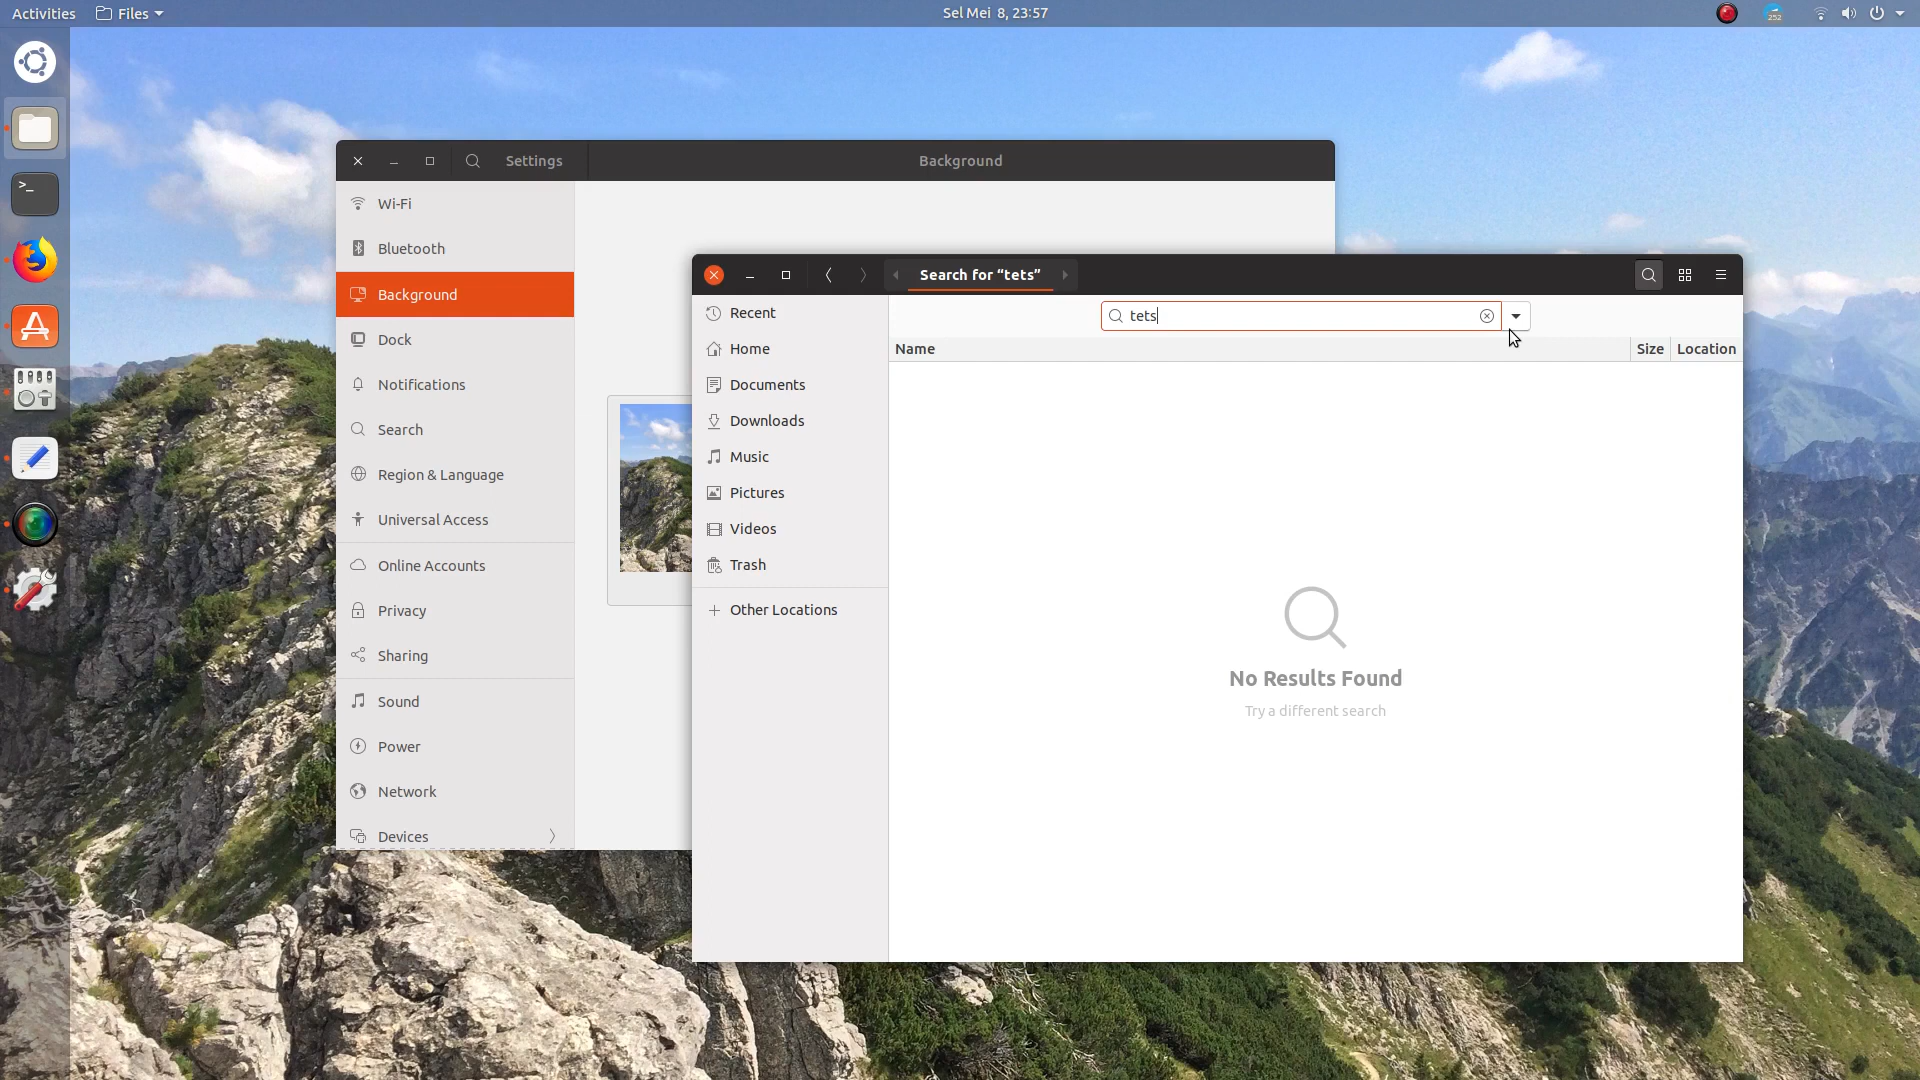 Activities
Files
Sel Mei 8, 23:57
252
>_
Settings
Background
Wi-Fi
Bluetooth
Background
Dock
Notifications
Search
Region & Language
Universal Access
Online Accounts
Privacy
Sharing
Sound
Power
Network
Devices
Search for “tets”
Recent
Home
Documents
Downloads
Music
Pictures
Videos
Trash
Other Locations
tets
Name
Size
Location
No Results Found
Try a different search